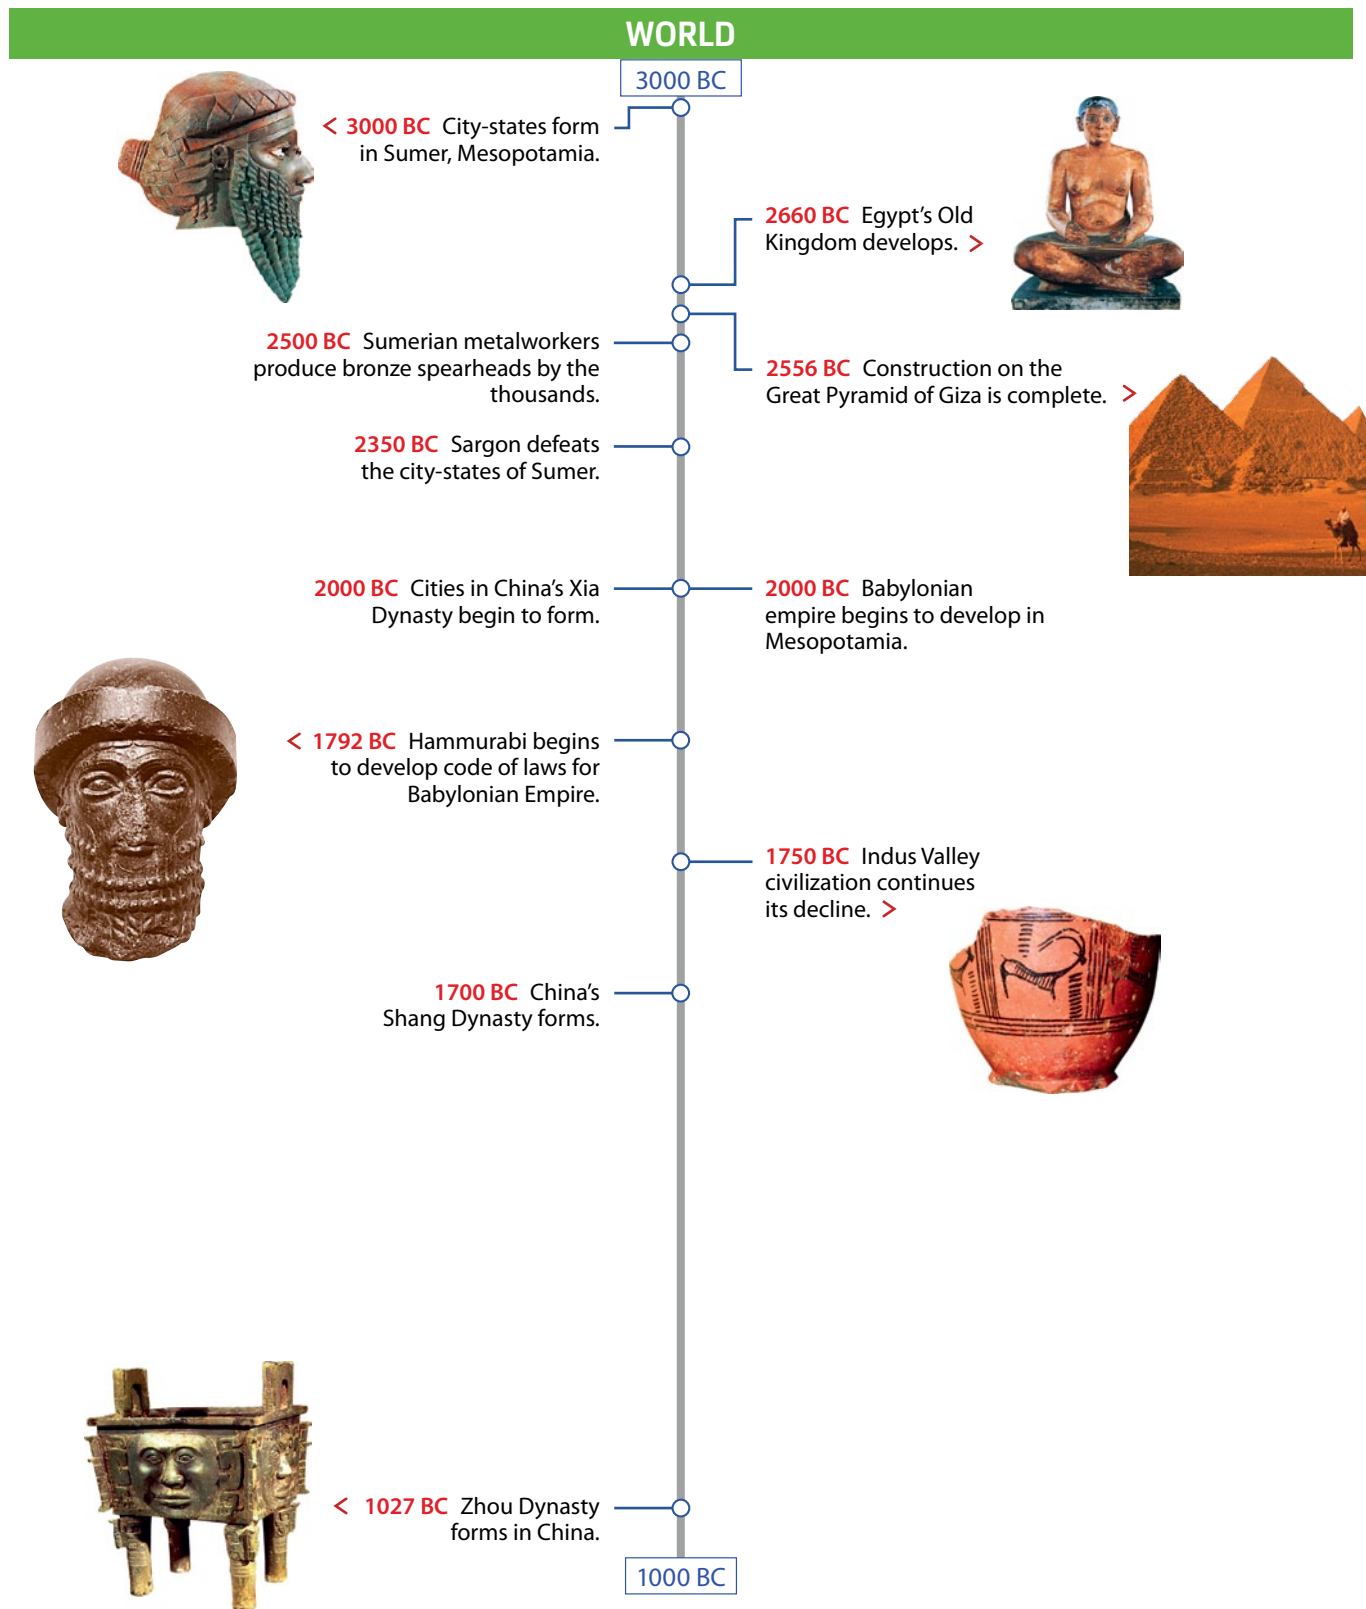 WORLD
3000 BC
< 3000 BC City-states form
in Sumer, Mesopotamia.
2660 BC Egypt’s Old
Kingdom develops. >
2500 BC Sumerian metalworkers
produce bronze spearheads by the
thousands.
2556 BC Construction on the
Great Pyramid of Giza is complete. >
2350 BC Sargon defeats
the city-states of Sumer.
2000 BC Cities in China’s Xia
Dynasty begin to form.
2000 BC Babylonian
empire begins to develop in
Mesopotamia.
< 1792 BC Hammurabi begins
to develop code of laws for
Babylonian Empire.
1750 BC Indus Valley
civilization continues
its decline. >
1700 BC China’s
Shang Dynasty forms.
< 1027 BC Zhou Dynasty
forms in China.
1000 BC